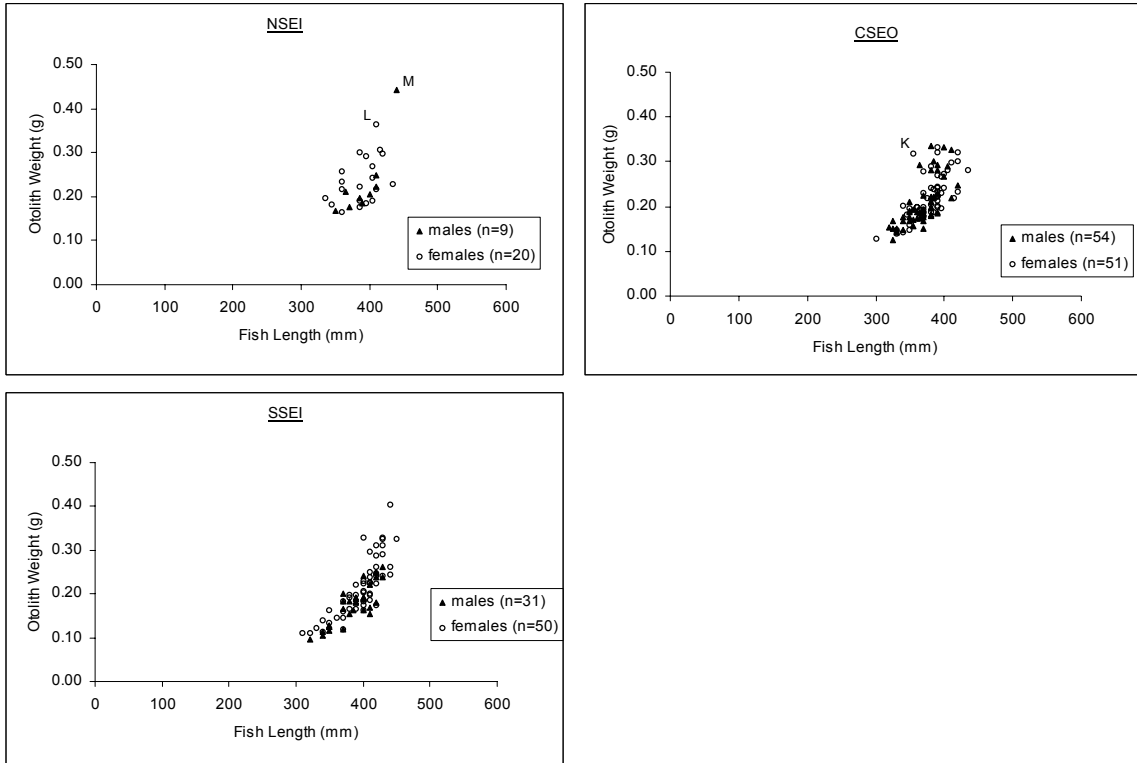 NSEI
0.50
0.40
0.30
0.20
0.10
0.00
Otolith Weight (g)
M
L
▲ males (n=9)
○ females (n=20)
0 100 200 300 400 500 600
Fish Length (mm)
CSEO
0.50
0.40
0.30
0.20
0.10
0.00
Otolith Weight (g)
K
▲ males (n=54)
○ females (n=51)
0 100 200 300 400 500 600
Fish Length (mm)
SSEI
0.50
0.40
0.30
0.20
0.10
0.00
Otolith Weight (g)
▲ males (n=31)
○ females (n=50)
0 100 200 300 400 500 600
Fish Length (mm)